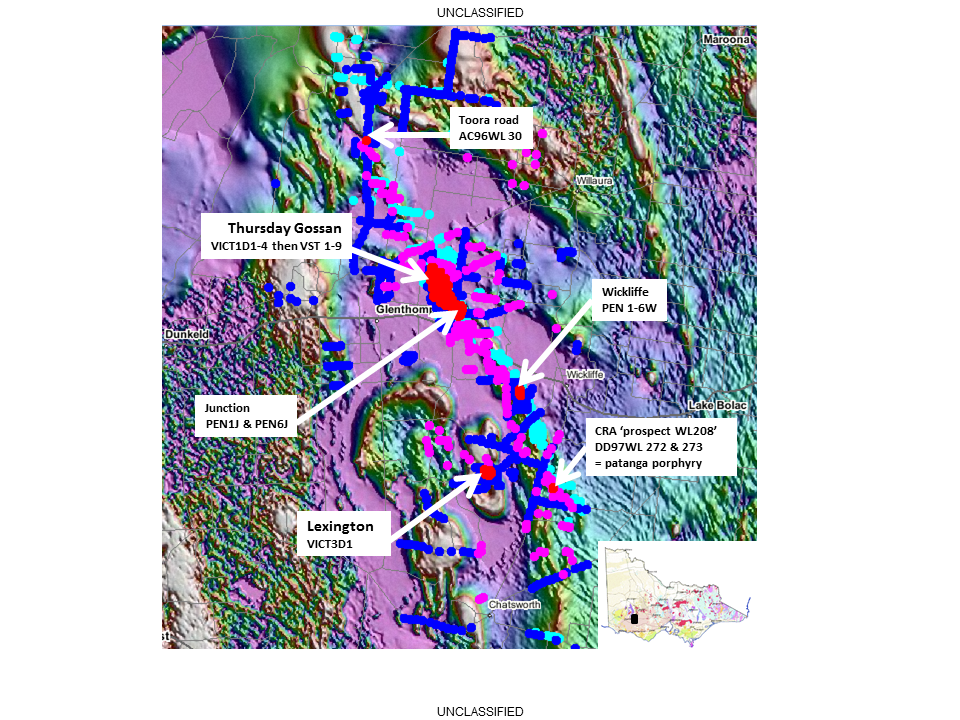 UNCLASSIFIED
Maroona
Toora road
AC96WL 30
Willaura
Thursday Gossan
VICT1D1-4 then VST 1-9
Wickliffe
PEN 1-6W
Glenthom
Dunkeld
Wickliffe
Lake Bolac
Junction
PEN1J & PEN6J
CRA ‘prospect WL208’
DD97WL 272 & 273
= patanga porphyry
Lexington
VICT3D1
Chatsworth
st
UNCLASSIFIED